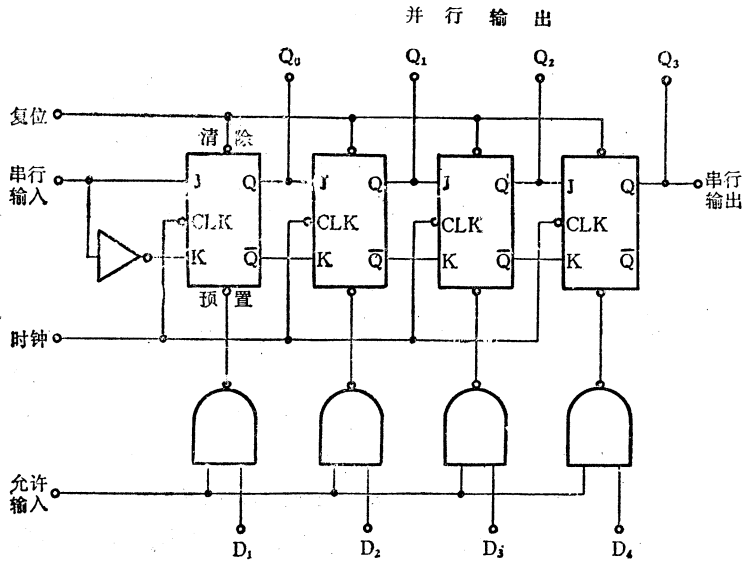 并行输出
Q₀ Q₁ Q₂ Q₃
复位
清除
串行输入
J Q J Q J Q J Q
串行输出
CLK CLK CLK CLK
K Q̅ K Q̅ K Q̅ K Q̅
预置
时钟
允许输入
D₁ D₂ D₃ D₄